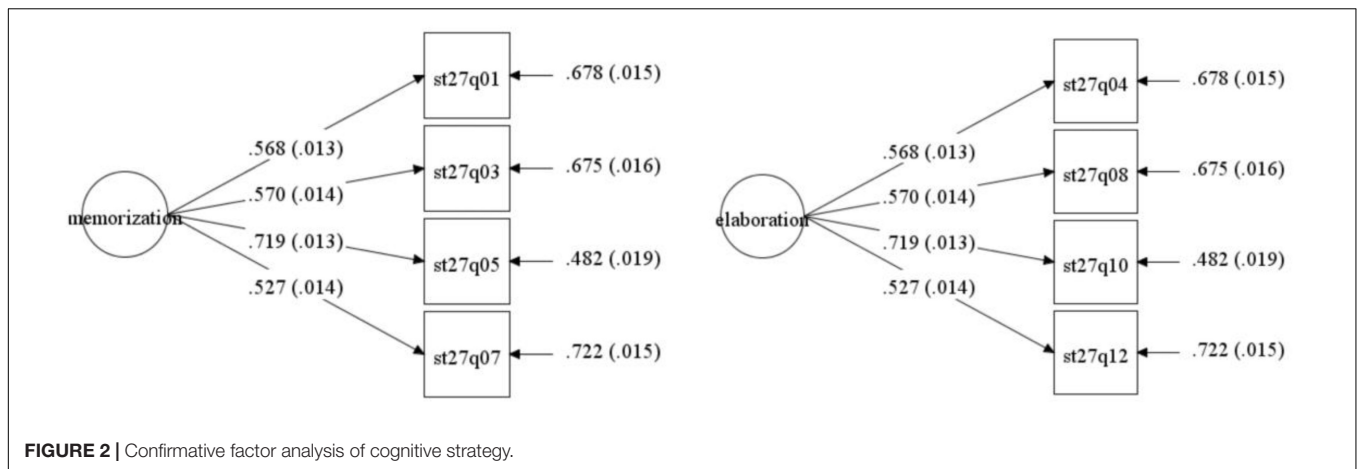 st27q01
.678 (.015)
.568 (.013)
st27q03
.675 (.016)
.570 (.014)
memorization
.719 (.013)
st27q05
.482 (.019)
.527 (.014)
st27q07
.722 (.015)
st27q04
.678 (.015)
.568 (.013)
st27q08
.675 (.016)
.570 (.014)
elaboration
.719 (.013)
st27q10
.482 (.019)
.527 (.014)
st27q12
.722 (.015)
FIGURE 2 | Confirmative factor analysis of cognitive strategy.